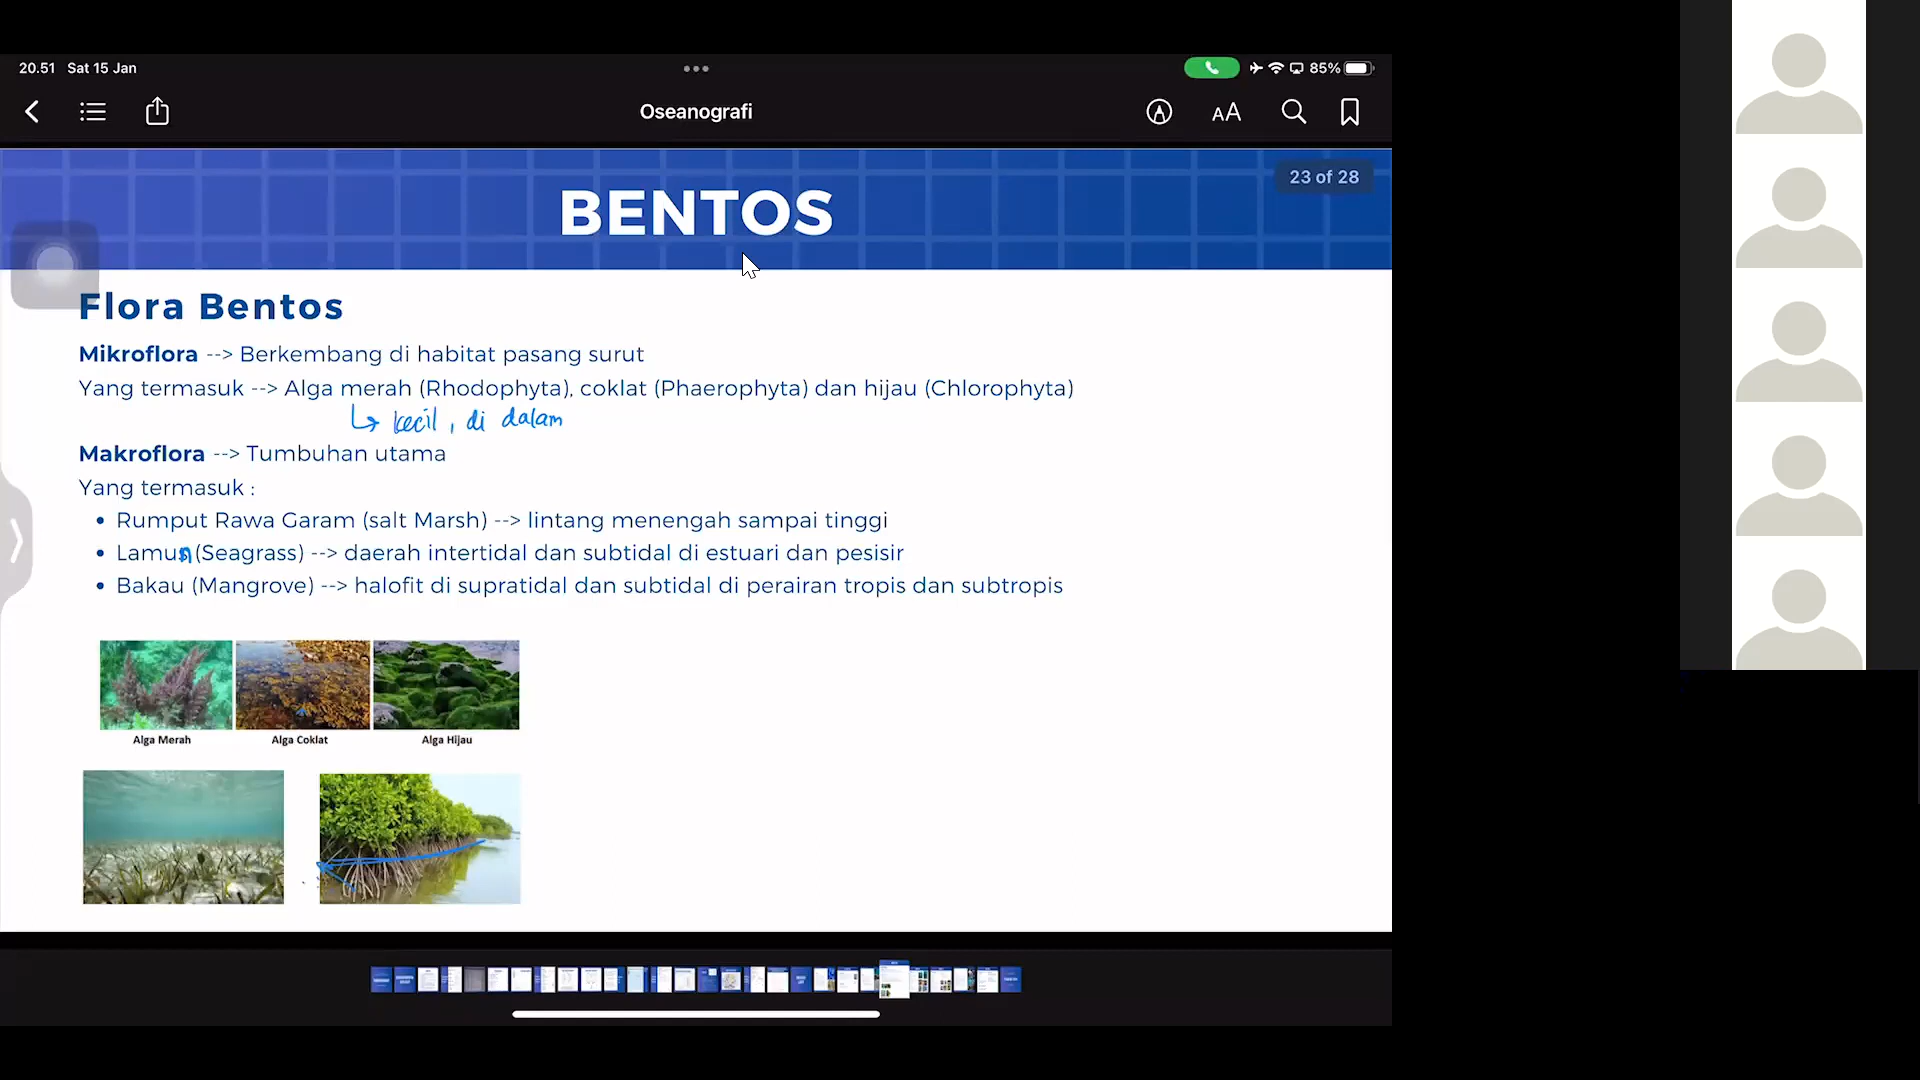 20.51 Sat 15 Jan
85%
Oseanografi
AA
23 of 28
BENTOS
Flora Bentos
Mikroflora --> Berkembang di habitat pasang surut
Yang termasuk --> Alga merah (Rhodophyta), coklat (Phaerophyta) dan hijau (Chlorophyta)
↳ kecil, di dalam
Makroflora --> Tumbuhan utama
Yang termasuk :
• Rumput Rawa Garam (salt Marsh) --> lintang menengah sampai tinggi
• Lamun (Seagrass) --> daerah intertidal dan subtidal di estuari dan pesisir
• Bakau (Mangrove) --> halofit di supratidal dan subtidal di perairan tropis dan subtropis
Alga Merah Alga Coklat Alga Hijau